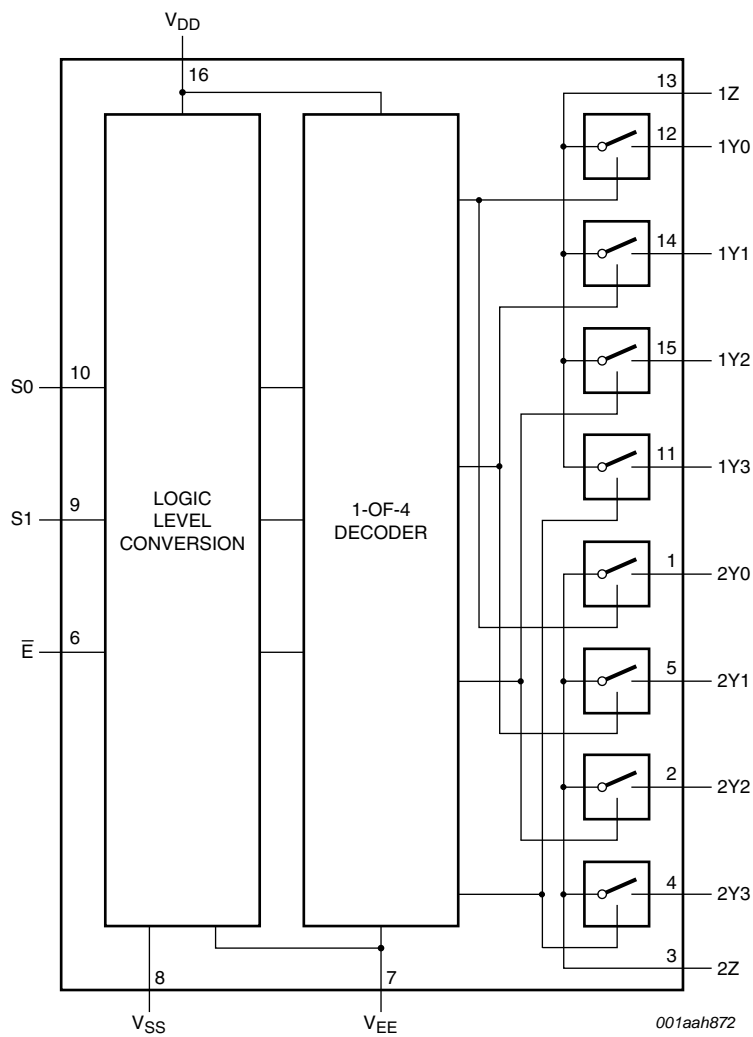 VDD
16
13
1Z
12
1Y0
14
1Y1
15
1Y2
S0
10
11
1Y3
S1
9
LOGIC
LEVEL
CONVERSION
1-OF-4
DECODER
1
2Y0
E̅
6
5
2Y1
2
2Y2
4
2Y3
3
2Z
8
7
VSS
VEE
001aah872